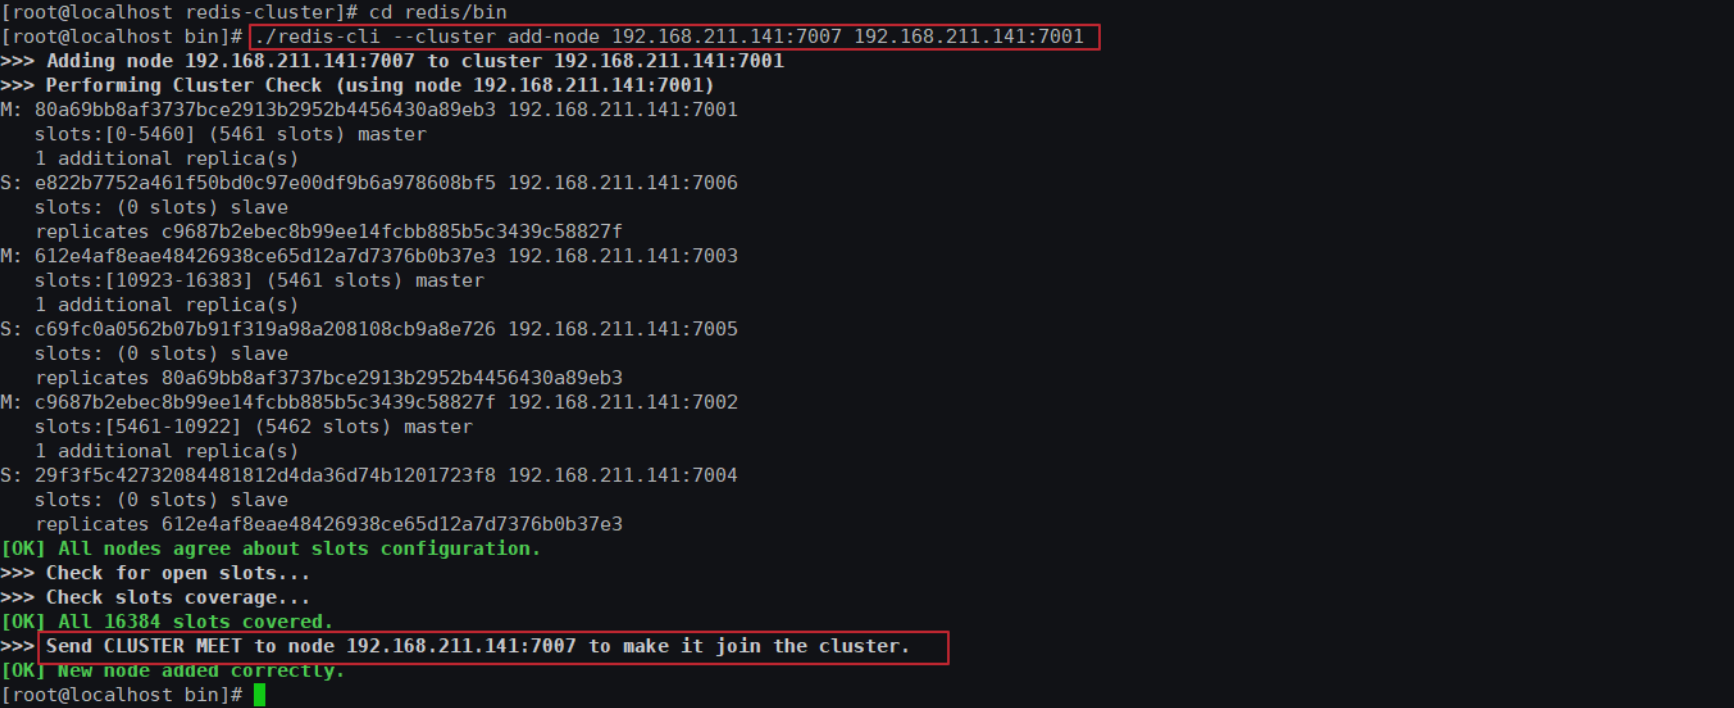 [root@localhost redis-cluster]# cd redis/bin
[root@localhost bin]# ./redis-cli --cluster add-node 192.168.211.141:7007 192.168.211.141:7001
>>> Adding node 192.168.211.141:7007 to cluster 192.168.211.141:7001
>>> Performing Cluster Check (using node 192.168.211.141:7001)
M: 80a69bb8af3737bce2913b2952b4456430a89eb3 192.168.211.141:7001
   slots:[0-5460] (5461 slots) master
   1 additional replica(s)
S: e822b7752a461f50bd0c97e00df9b6a978608bf5 192.168.211.141:7006
   slots: (0 slots) slave
   replicates c9687b2ebec8b99ee14fcbb885b5c3439c58827f
M: 612e4af8eae48426938ce65d12a7d7376b0b37e3 192.168.211.141:7003
   slots:[10923-16383] (5461 slots) master
   1 additional replica(s)
S: c69fc0a0562b07b91f319a98a208108cb9a8e726 192.168.211.141:7005
   slots: (0 slots) slave
   replicates 80a69bb8af3737bce2913b2952b4456430a89eb3
M: c9687b2ebec8b99ee14fcbb885b5c3439c58827f 192.168.211.141:7002
   slots:[5461-10922] (5462 slots) master
   1 additional replica(s)
S: 29f3f5c42732084481812d4da36d74b1201723f8 192.168.211.141:7004
   slots: (0 slots) slave
   replicates 612e4af8eae48426938ce65d12a7d7376b0b37e3
[OK] All nodes agree about slots configuration.
>>> Check for open slots...
>>> Check slots coverage...
[OK] All 16384 slots covered.
>>> Send CLUSTER MEET to node 192.168.211.141:7007 to make it join the cluster.
[OK] New node added correctly.
[root@localhost bin]#